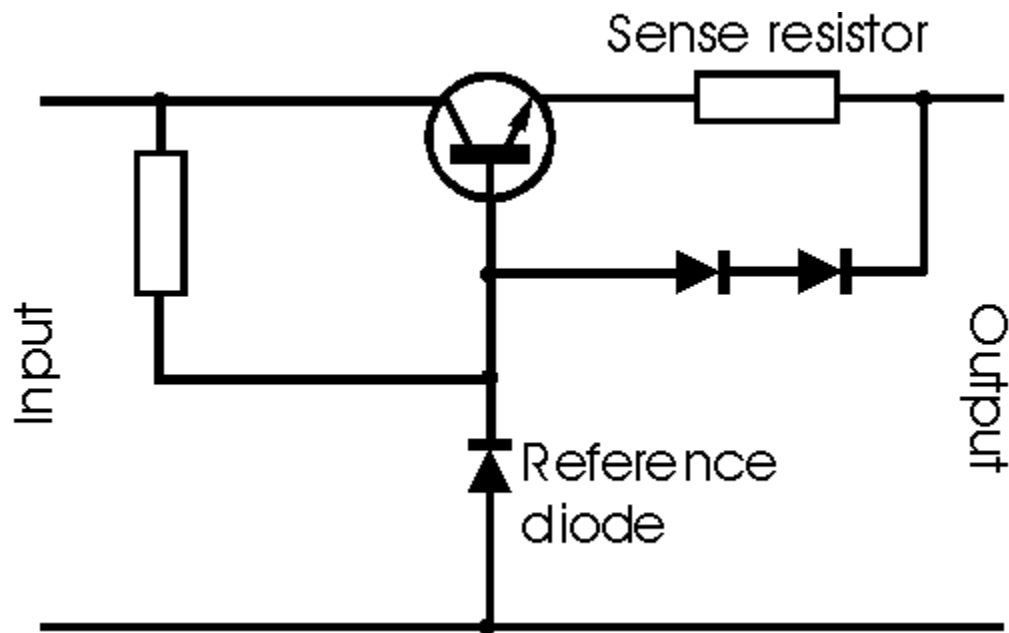 Sense resistor
Input
Output
Reference
diode